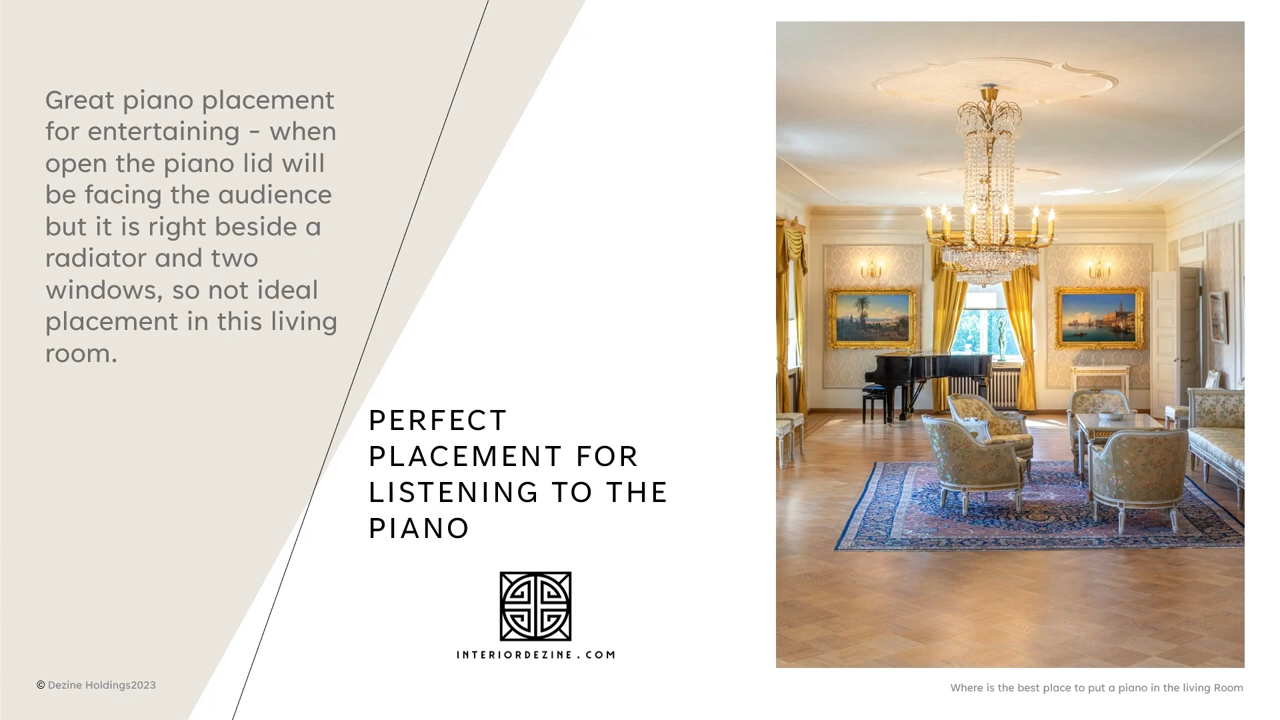 Great piano placement
for entertaining - when
open the piano lid will
be facing the audience
but it is right beside a
radiator and two
windows, so not ideal
placement in this living
room.
PERFECT
PLACEMENT FOR
LISTENING TO THE
PIANO
INTERIORDEZINE.COM
© Dezine Holdings2023
Where is the best place to put a piano in the living Room